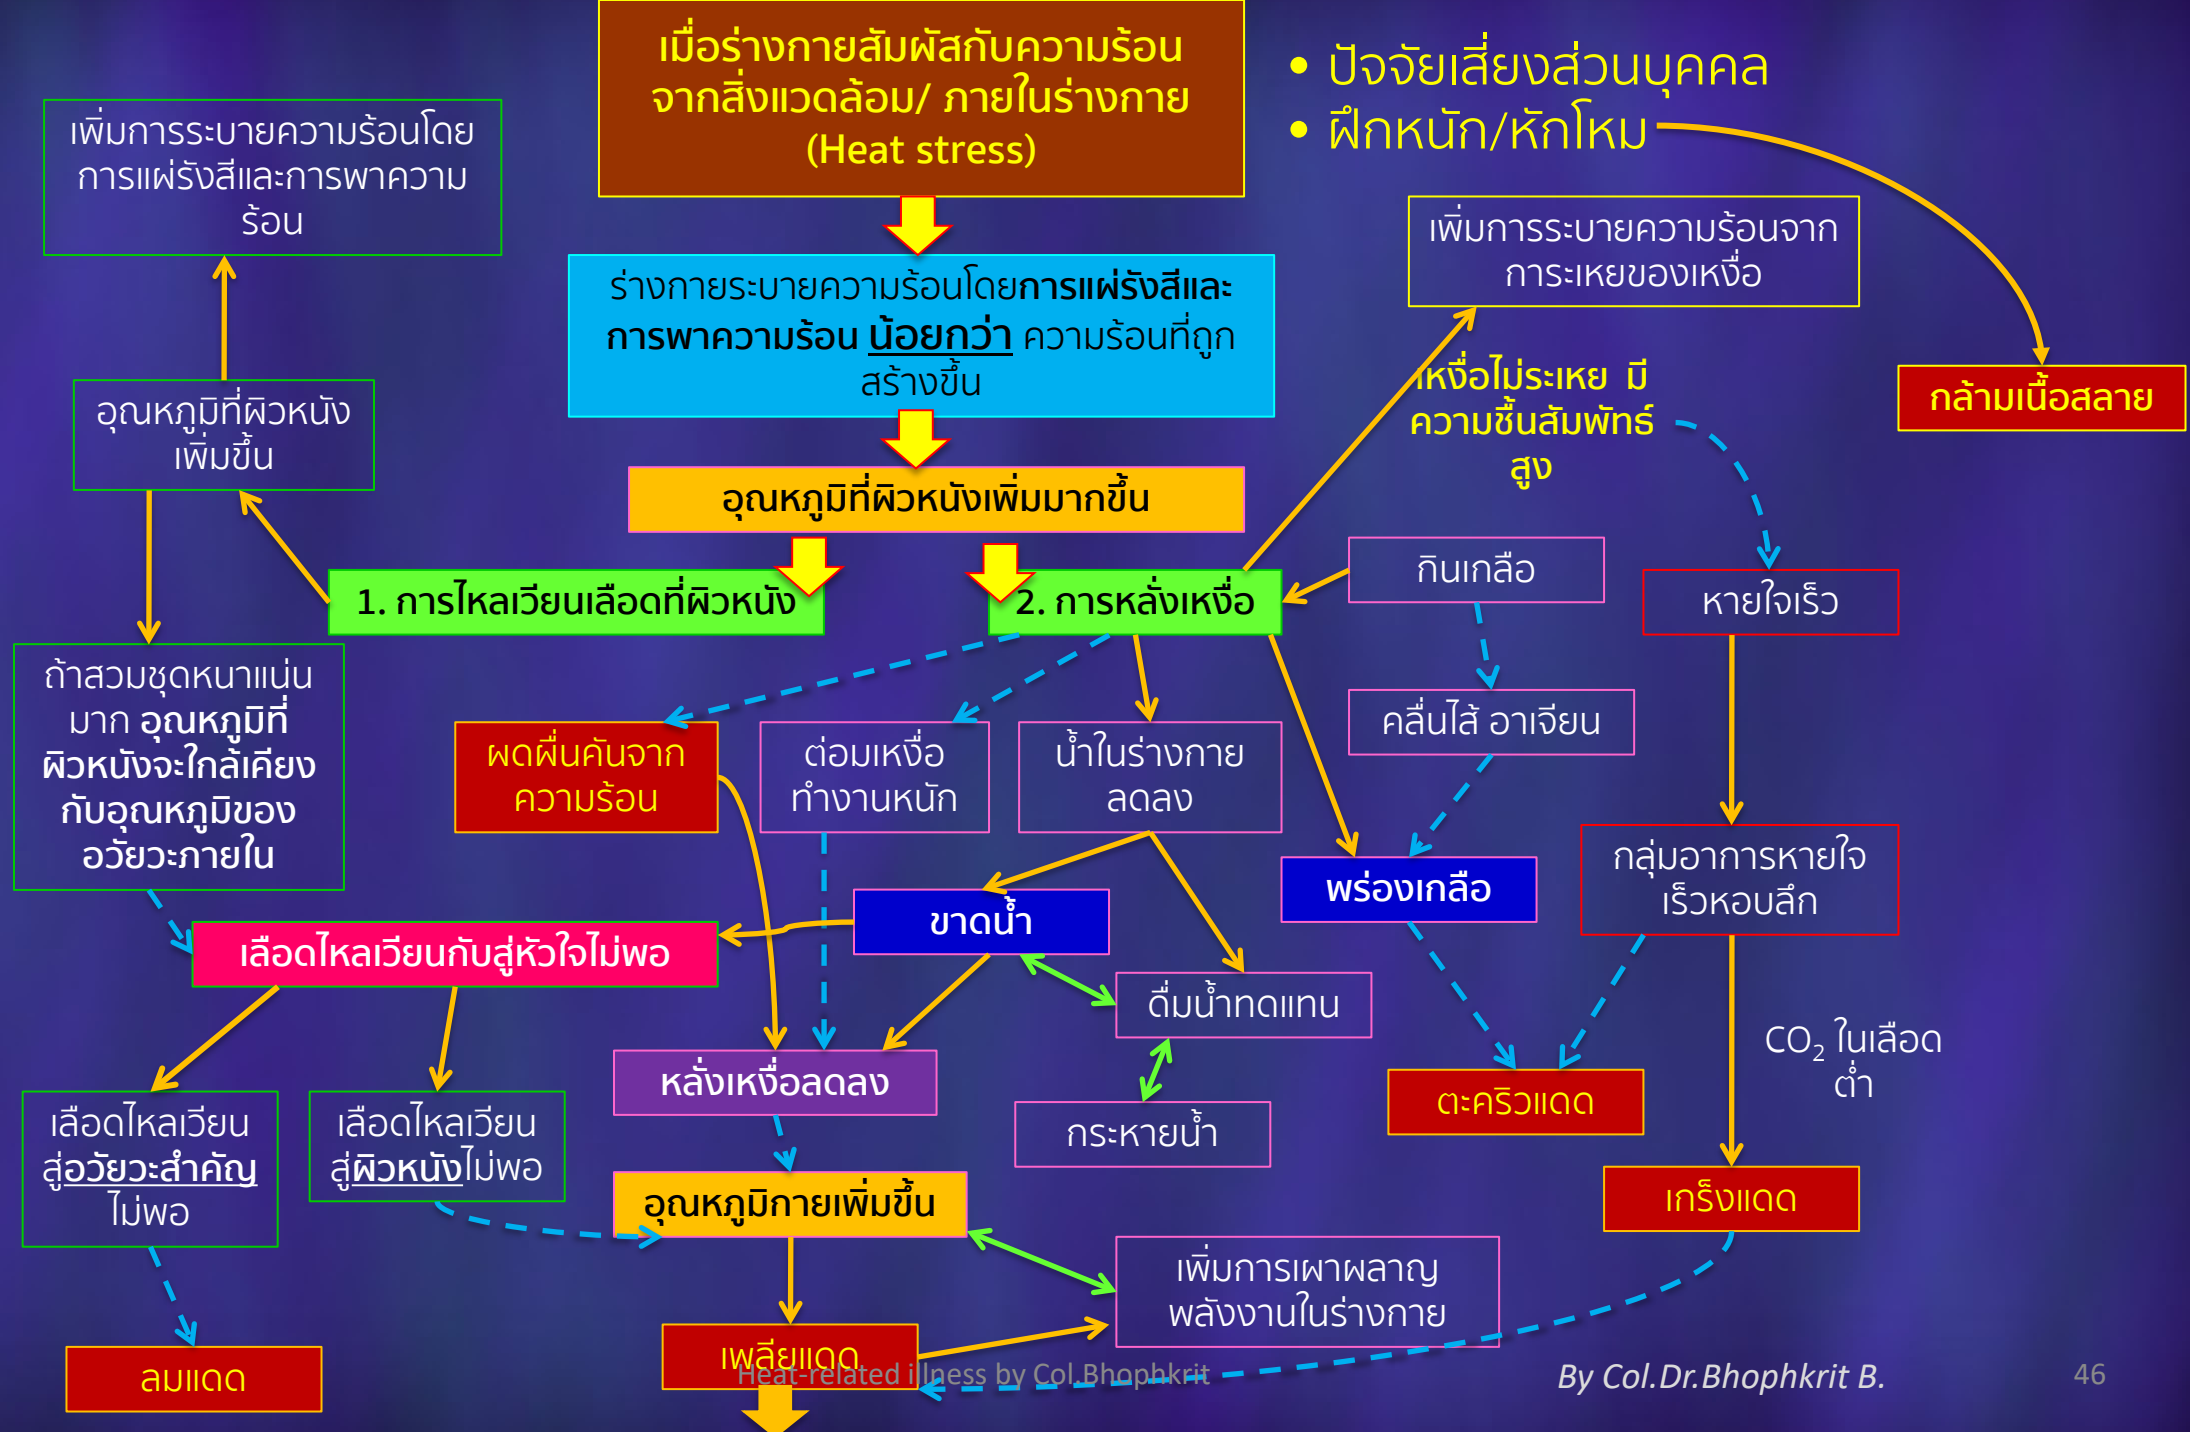 เมื่อร่างกายสัมผัสกับความร้อน
จากสิ่งแวดล้อม/ ภายในร่างกาย
(Heat stress)
• ปัจจัยเสี่ยงส่วนบุคคล
• ฝึกหนัก/หักโหม
เพิ่มการระบายความร้อนโดย
การแผ่รังสีและการพาความ
ร้อน
เพิ่มการระบายความร้อนจาก
การะเหยของเหงื่อ
ร่างกายระบายความร้อนโดยการแผ่รังสีและ
การพาความร้อน น้อยกว่า ความร้อนที่ถูก
สร้างขึ้น
เหงื่อไม่ระเหย มี
ความชื้นสัมพัทธ์
สูง
กล้ามเนื้อสลาย
อุณหภูมิที่ผิวหนัง
เพิ่มขึ้น
อุณหภูมิที่ผิวหนังเพิ่มมากขึ้น
1. การไหลเวียนเลือดที่ผิวหนัง
2. การหลั่งเหงื่อ
กินเกลือ
หายใจเร็ว
ถ้าสวมชุดหนาแน่น
มาก อุณหภูมิที่
ผิวหนังจะใกล้เคียง
กับอุณหภูมิของ
อวัยวะภายใน
ผดผื่นคันจาก
ความร้อน
ต่อมเหงื่อ
ทำงานหนัก
น้ำในร่างกาย
ลดลง
คลื่นไส้ อาเจียน
พร่องเกลือ
กลุ่มอาการหายใจ
เร็วหอบลึก
ขาดน้ำ
เลือดไหลเวียนกับสู่หัวใจไม่พอ
ดื่มน้ำทดแทน
CO₂ ในเลือด
ต่ำ
หลั่งเหงื่อลดลง
ตะคริวแดด
กระหายน้ำ
เลือดไหลเวียน
สู่อวัยวะสำคัญ
ไม่พอ
เลือดไหลเวียน
สู่ผิวหนังไม่พอ
อุณหภูมิกายเพิ่มขึ้น
เกร็งแดด
เพิ่มการเผาผลาญ
พลังงานในร่างกาย
เพลียแดด
ลมแดด
Heat-related illness by Col.Bhophkrit
By Col.Dr.Bhophkrit B.
46